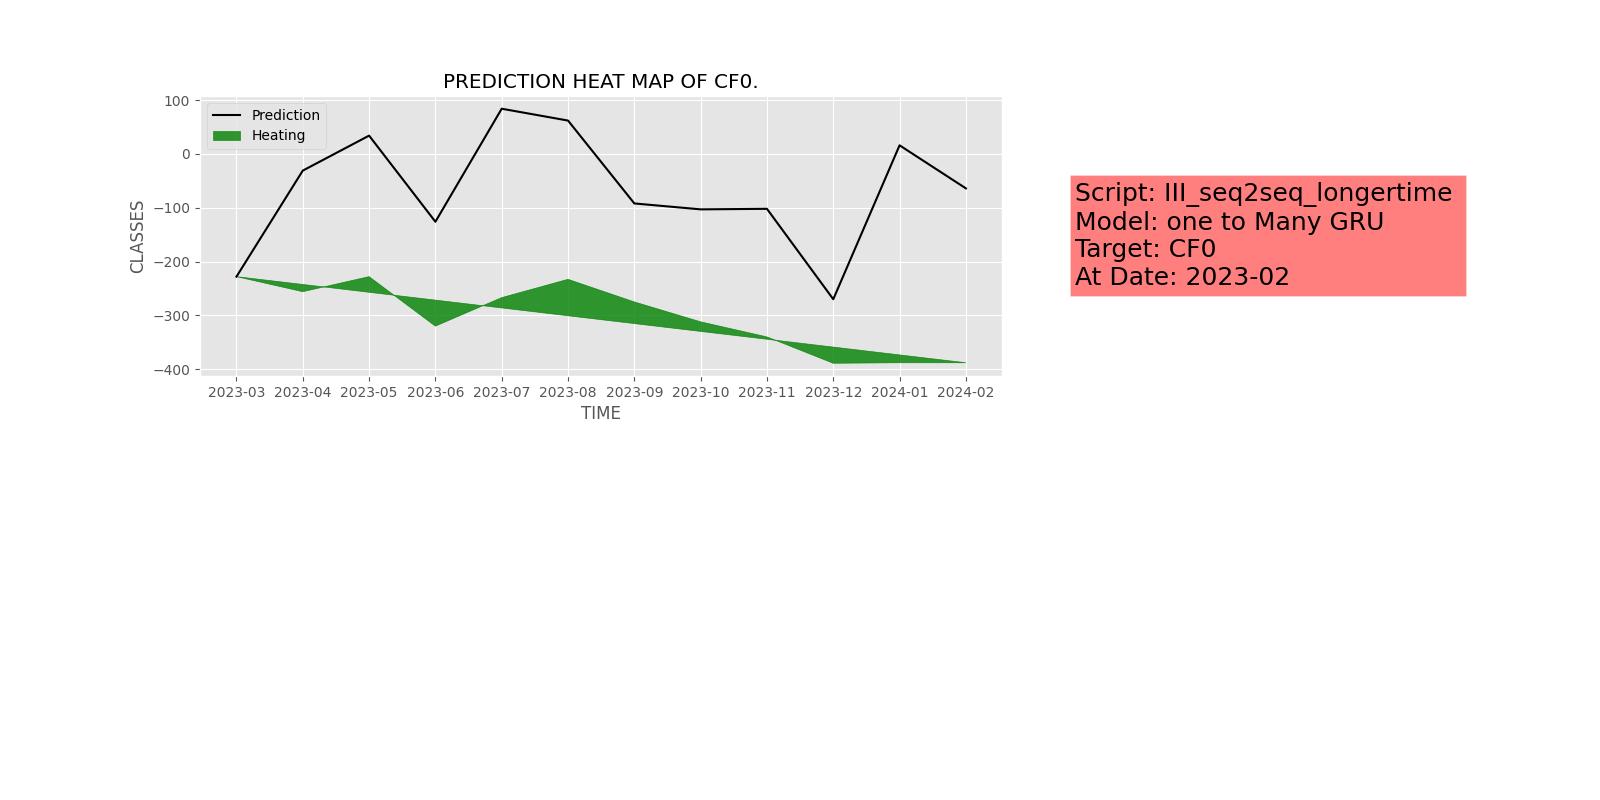 PREDICTION HEAT MAP OF CF0.
Prediction
Heating
CLASSES
100
0
−100
−200
−300
−400
2023-03 2023-04 2023-05 2023-06 2023-07 2023-08 2023-09 2023-10 2023-11 2023-12 2024-01 2024-02
TIME
Script: III_seq2seq_longertime
Model: one to Many GRU
Target: CF0
At Date: 2023-02